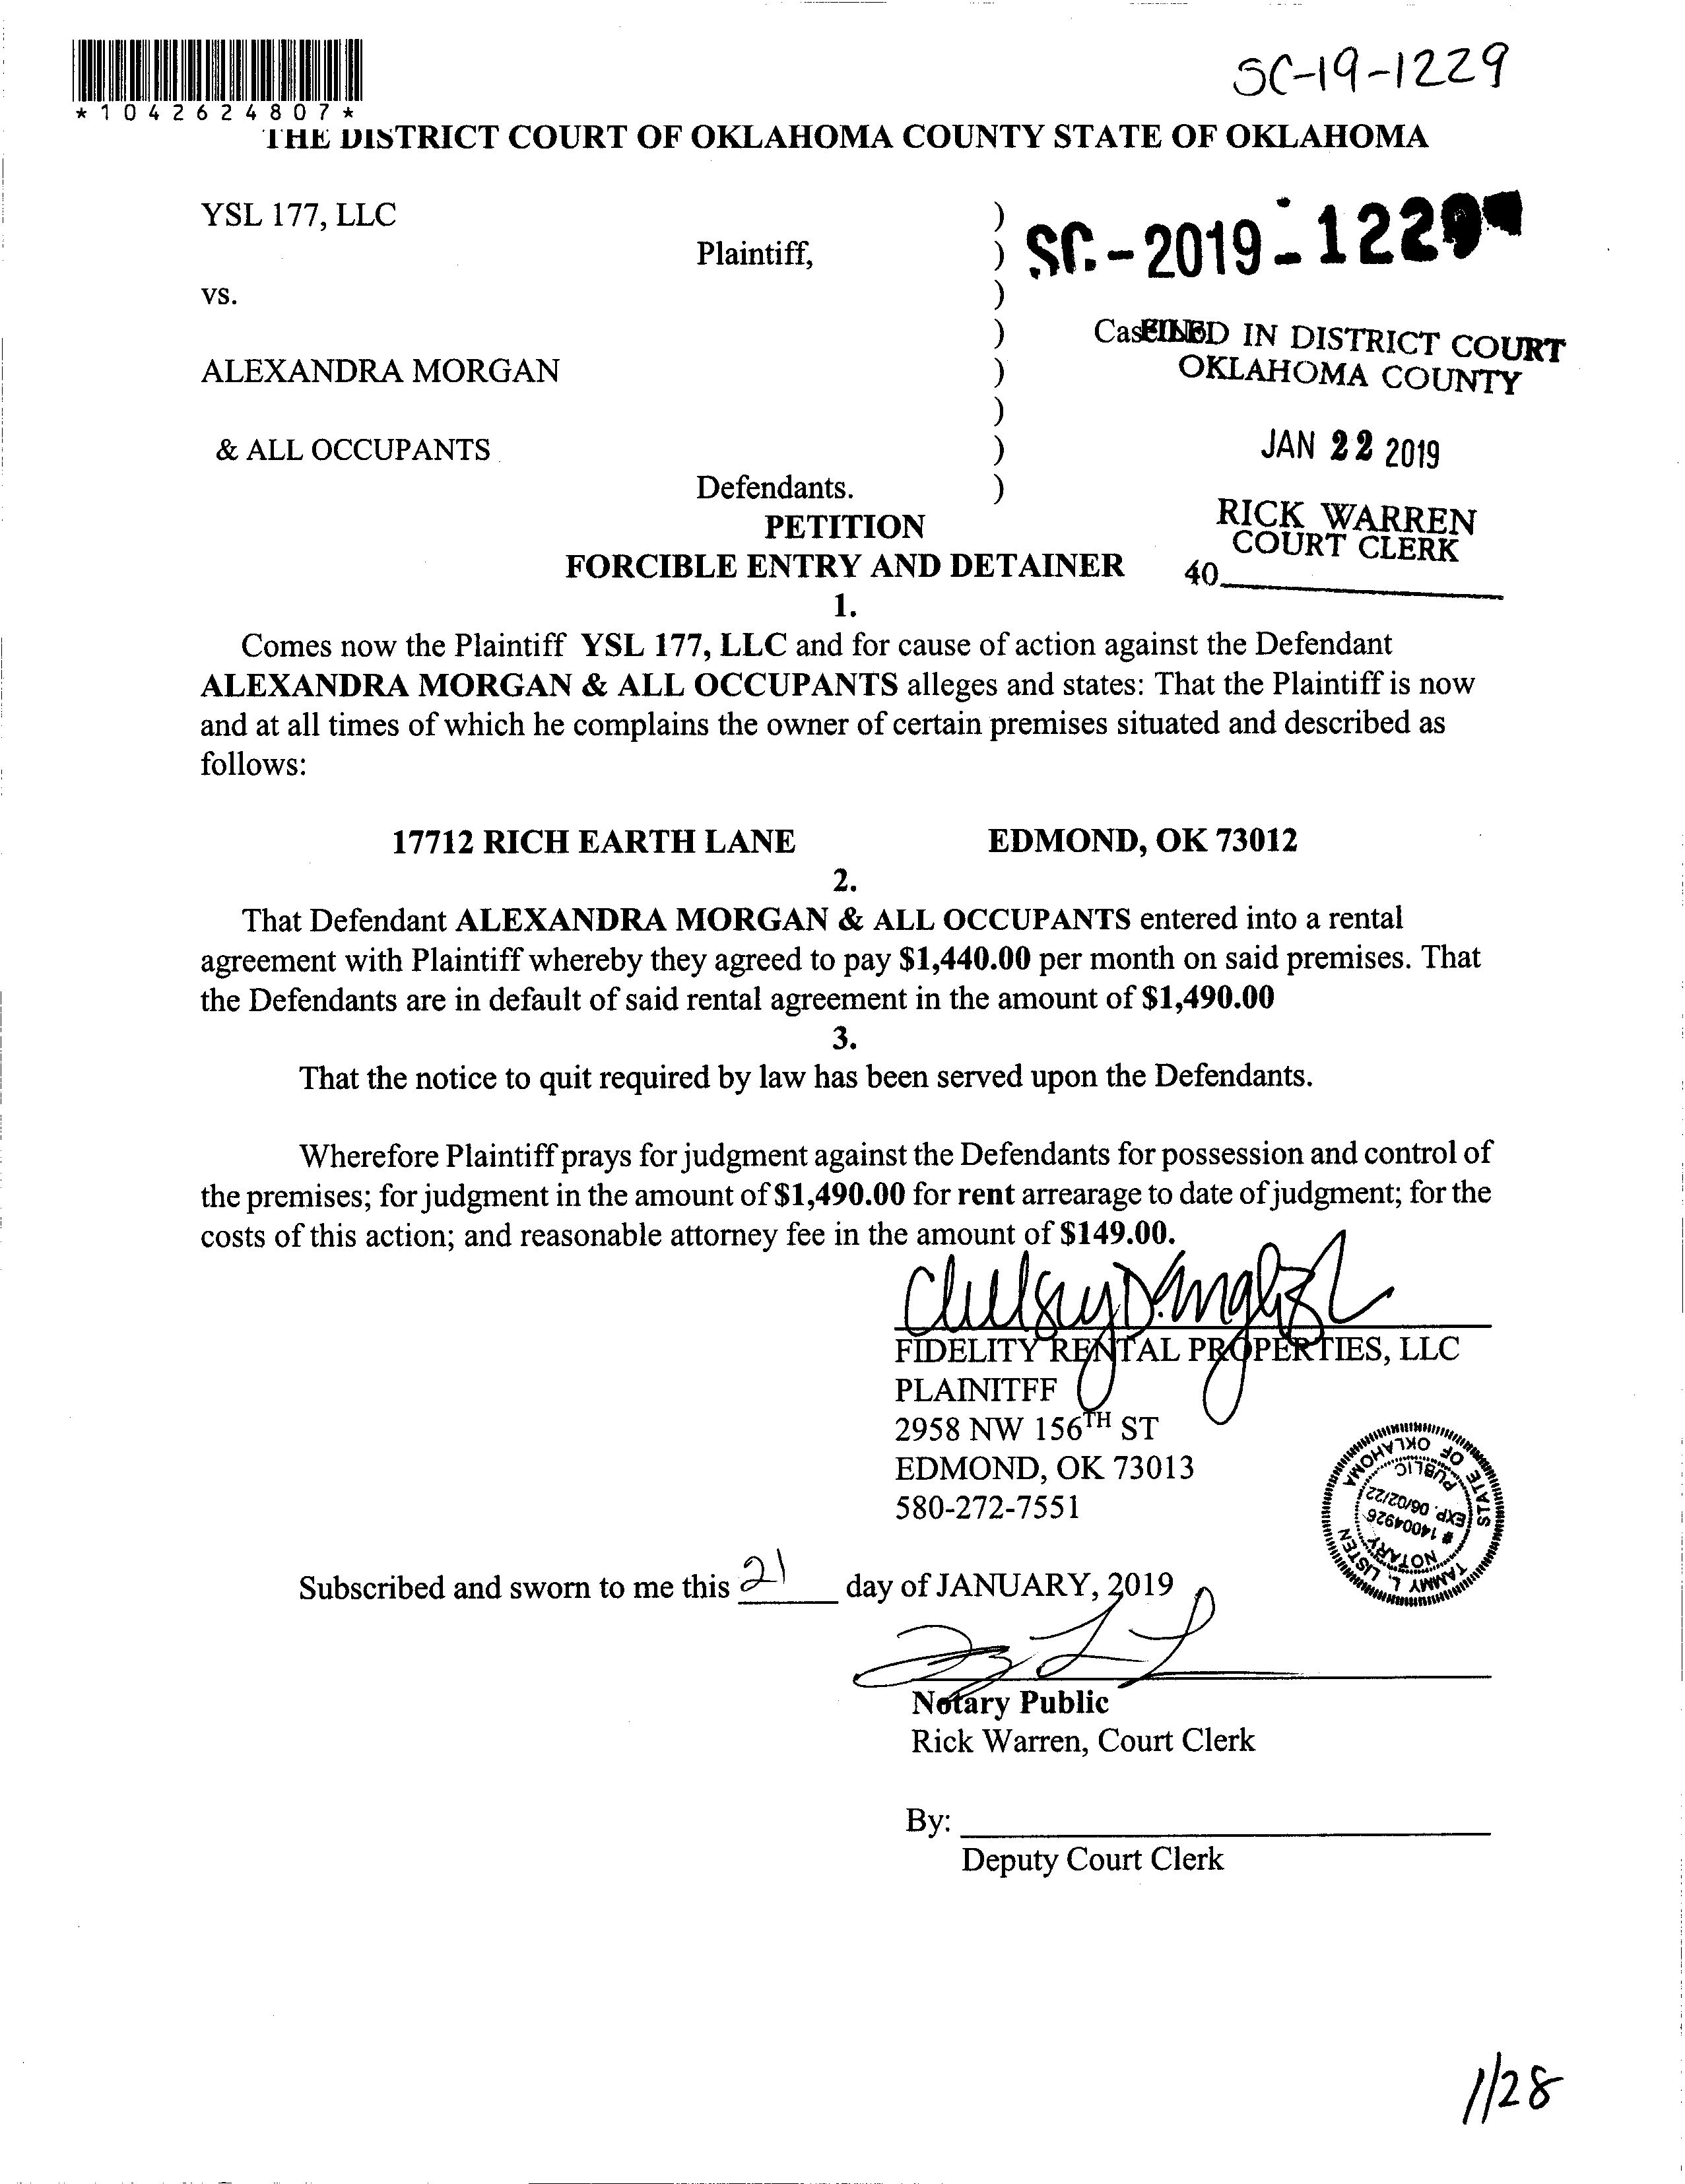 SC-19-1229
*1042624807*
THE DISTRICT COURT OF OKLAHOMA COUNTY STATE OF OKLAHOMA
YSL 177, LLC )
Plaintiff, ) SC.-2019-1229
vs. )
) FILED IN DISTRICT COURT
ALEXANDRA MORGAN ) OKLAHOMA COUNTY
)
& ALL OCCUPANTS ) JAN 22 2019
Defendants. )
PETITION RICK WARREN
COURT CLERK
FORCIBLE ENTRY AND DETAINER 40
1.
Comes now the Plaintiff YSL 177, LLC and for cause of action against the Defendant
ALEXANDRA MORGAN & ALL OCCUPANTS alleges and states: That the Plaintiff is now
and at all times of which he complains the owner of certain premises situated and described as
follows:
17712 RICH EARTH LANE EDMOND, OK 73012
2.
That Defendant ALEXANDRA MORGAN & ALL OCCUPANTS entered into a rental
agreement with Plaintiff whereby they agreed to pay $1,440.00 per month on said premises. That
the Defendants are in default of said rental agreement in the amount of $1,490.00
3.
That the notice to quit required by law has been served upon the Defendants.
Wherefore Plaintiff prays for judgment against the Defendants for possession and control of
the premises; for judgment in the amount of $1,490.00 for rent arrearage to date of judgment; for the
costs of this action; and reasonable attorney fee in the amount of $149.00.
FIDELITY RENTAL PROPERTIES, LLC
PLAINITFF
2958 NW 156TH ST
EDMOND, OK 73013
580-272-7551
TAMMY L. LISTEN
STATE OF OKLAHOMA
NOTARY
# 14004926
EXP. 06/02/22
PUBLIC
Subscribed and sworn to me this 21 day of JANUARY, 2019
Notary Public
Rick Warren, Court Clerk
By:
Deputy Court Clerk
1/28